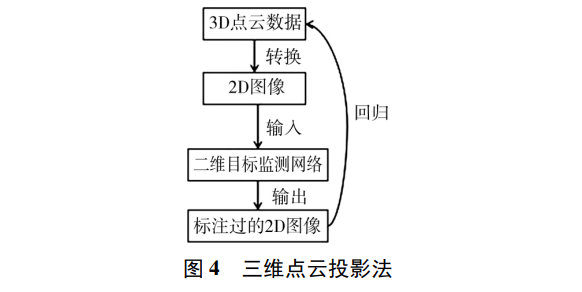 3D点云数据
转换
2D图像
输入
回归
二维目标监测网络
输出
标注过的2D图像
图 4 三维点云投影法